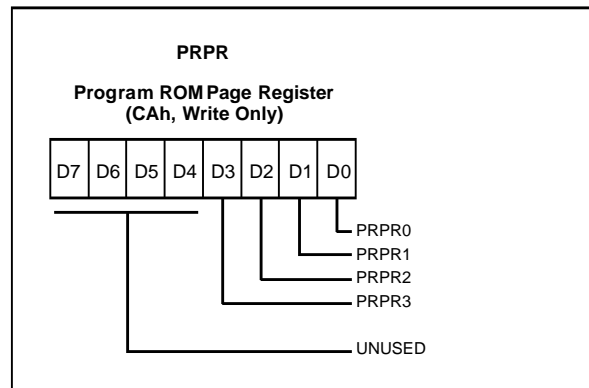 PRPR
Program ROM Page Register
(CAh, Write Only)
D7 D6 D5 D4 D3 D2 D1 D0
PRPR0
PRPR1
PRPR2
PRPR3
UNUSED